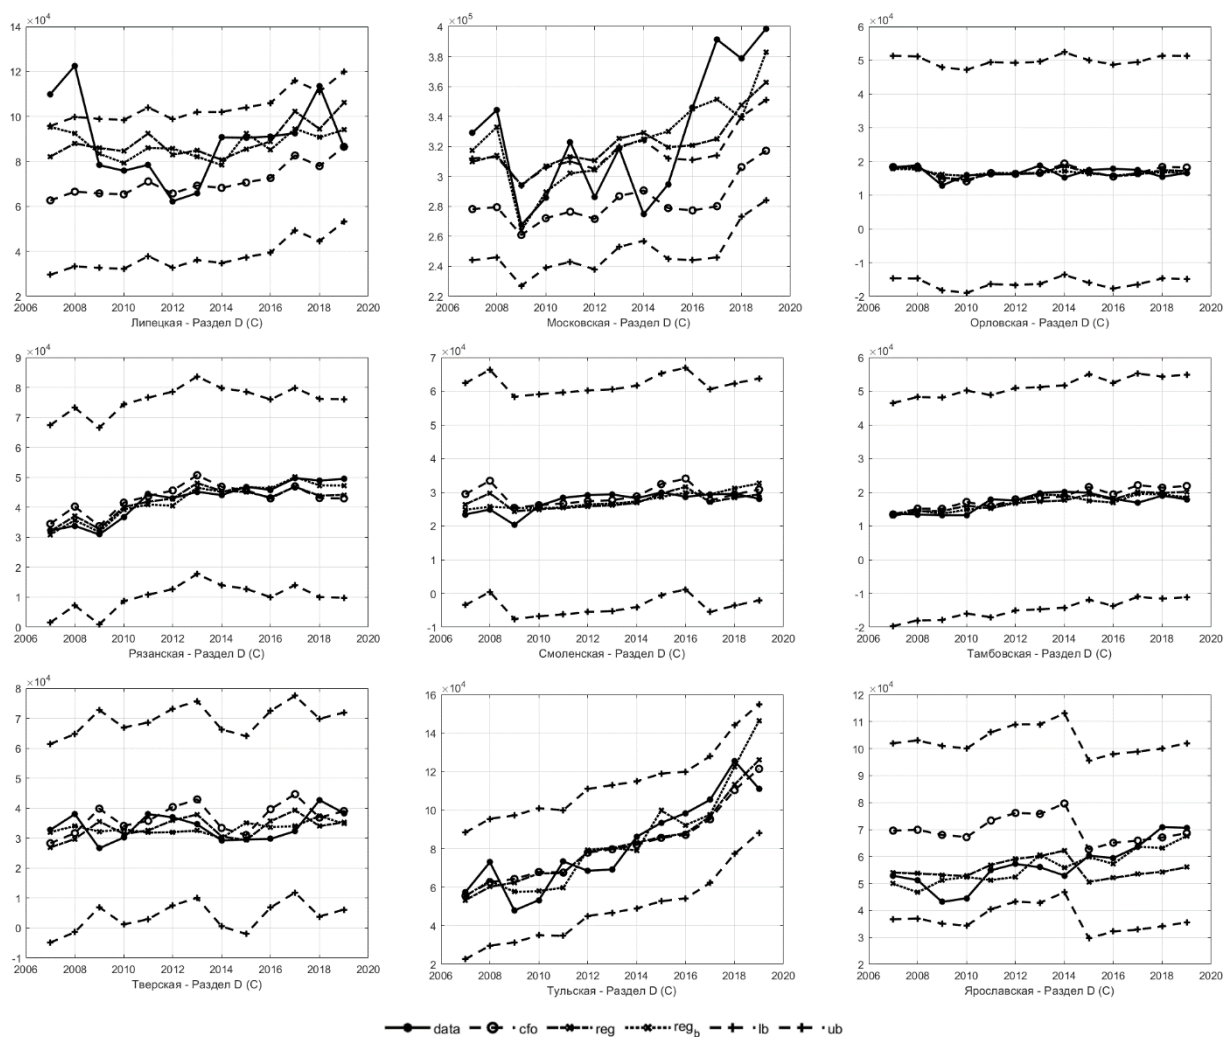 ×10⁴ ×10⁵ ×10⁴
14 4 6
12 3.8 5
10 3.6 4
8 3.4 3
6 3.2 2
4 3 1
2 2.8 0
2.6 -1
2.4 -2
2.2
2006 2008 2010 2012 2014 2016 2018 2020 2006 2008 2010 2012 2014 2016 2018 2020 2006 2008 2010 2012 2014 2016 2018 2020
Липецкая - Раздел D (C) Московская - Раздел D (C) Орловская - Раздел D (C)
×10⁴ ×10⁴ ×10⁴
9 7 6
8 6 5
7 5 4
6 4 3
5 3 2
4 2 1
3 1 0
2 0 -1
1 -1 -2
0
2006 2008 2010 2012 2014 2016 2018 2020 2006 2008 2010 2012 2014 2016 2018 2020 2006 2008 2010 2012 2014 2016 2018 2020
Рязанская - Раздел D (C) Смоленская - Раздел D (C) Тамбовская - Раздел D (C)
×10⁴ ×10⁴ ×10⁴
8 16 12
7 14 11
6 12 10
5 10 9
4 8 8
3 6 7
2 4 6
1 2 5
0 4
-1 3
2
2006 2008 2010 2012 2014 2016 2018 2020 2006 2008 2010 2012 2014 2016 2018 2020 2006 2008 2010 2012 2014 2016 2018 2020
Тверская - Раздел D (C) Тульская - Раздел D (C) Ярославская - Раздел D (C)
data cfo reg reg_b lb ub